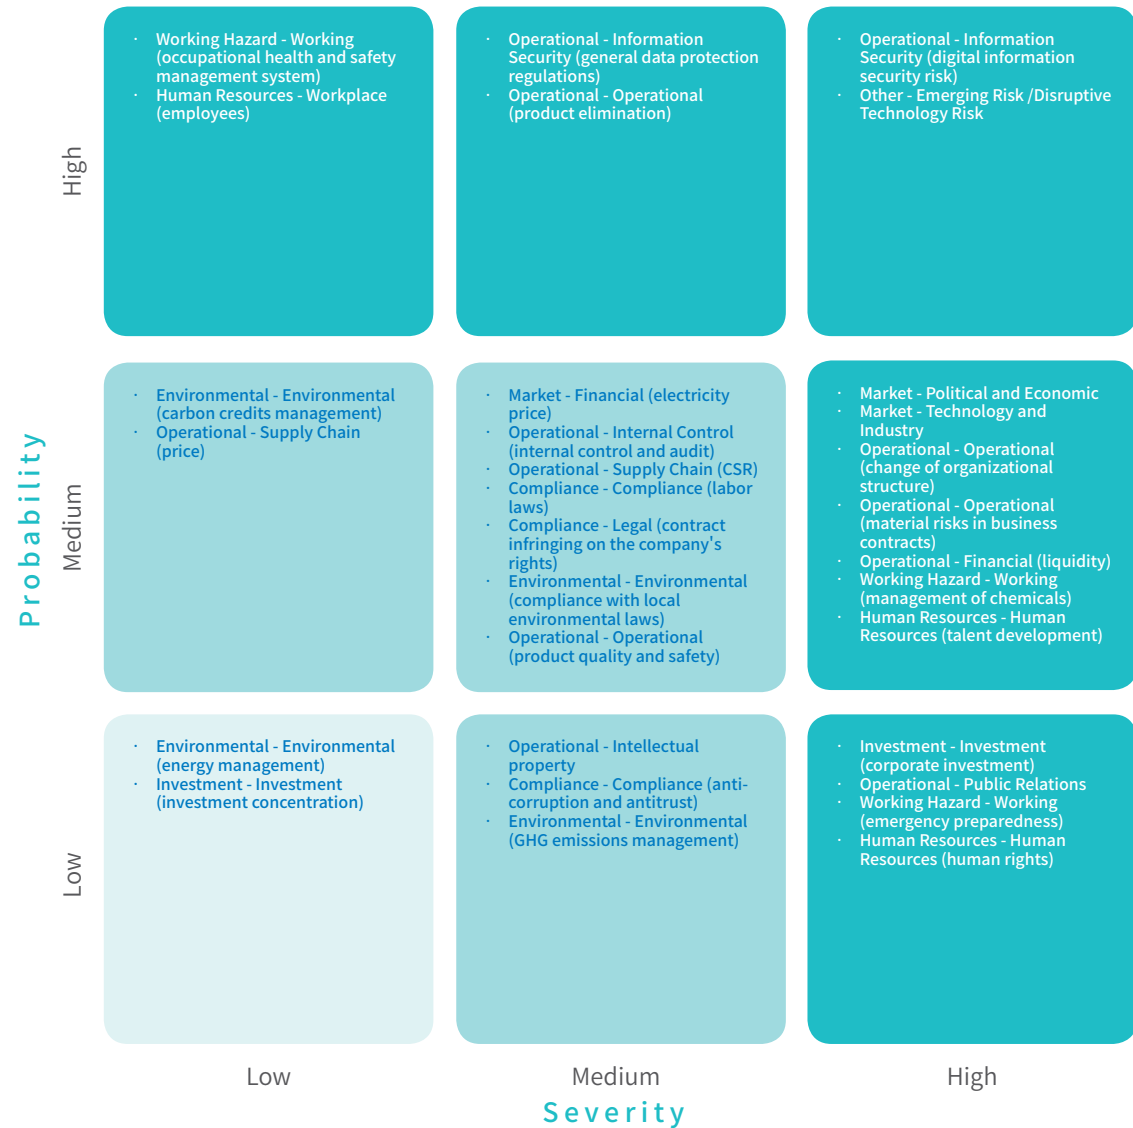 Probability
High
· Working Hazard - Working
(occupational health and safety
management system)
· Human Resources - Workplace
(employees)
· Operational - Information
Security (general data protection
regulations)
· Operational - Operational
(product elimination)
· Operational - Information
Security (digital information
security risk)
· Other - Emerging Risk /Disruptive
Technology Risk
Medium
· Environmental - Environmental
(carbon credits management)
· Operational - Supply Chain
(price)
· Market - Financial (electricity
price)
· Operational - Internal Control
(internal control and audit)
· Operational - Supply Chain (CSR)
· Compliance - Compliance (labor
laws)
· Compliance - Legal (contract
infringing on the company's
rights)
· Environmental - Environmental
(compliance with local
environmental laws)
· Operational - Operational
(product quality and safety)
· Market - Political and Economic
· Market - Technology and
Industry
· Operational - Operational
(change of organizational
structure)
· Operational - Operational
(material risks in business
contracts)
· Operational - Financial (liquidity)
· Working Hazard - Working
(management of chemicals)
· Human Resources - Human
Resources (talent development)
Low
· Environmental - Environmental
(energy management)
· Investment - Investment
(investment concentration)
· Operational - Intellectual
property
· Compliance - Compliance (anti-
corruption and antitrust)
· Environmental - Environmental
(GHG emissions management)
· Investment - Investment
(corporate investment)
· Operational - Public Relations
· Working Hazard - Working
(emergency preparedness)
· Human Resources - Human
Resources (human rights)
Low
Medium
High
Severity